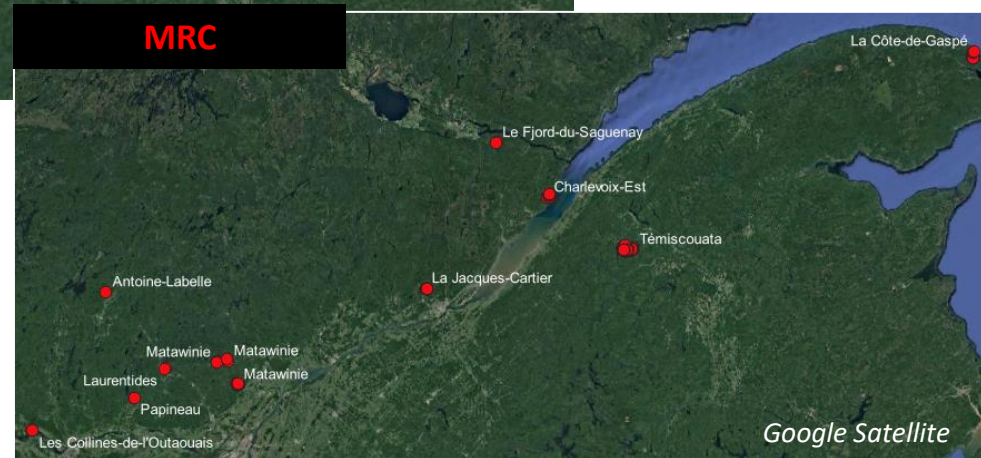 MRC
La Côte-de-Gaspé
Le Fjord-du-Saguenay
Charlevoix-Est
Témiscouata
La Jacques-Cartier
Antoine-Labelle
Matawinie
Matawinie
Matawinie
Laurentides
Papineau
Les Collines-de-l'Outaouais
Google Satellite